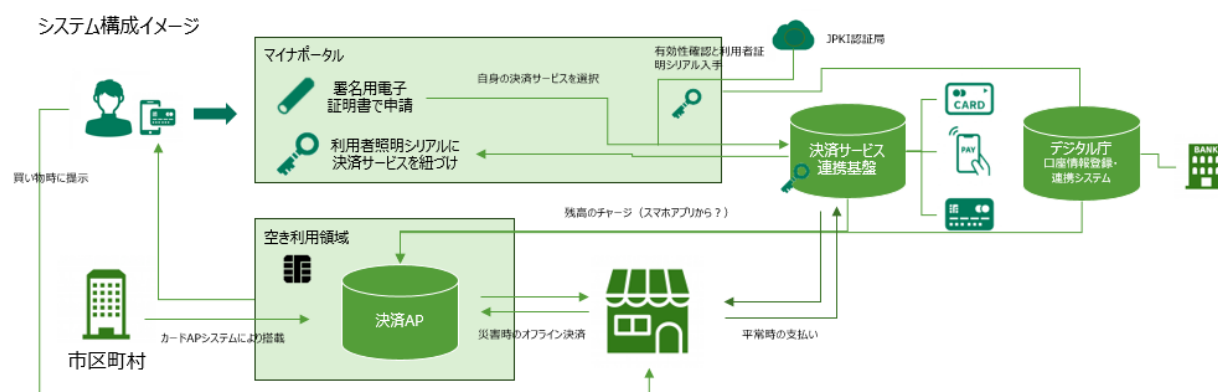 システム構成イメージ
マイナポータル
署名用電子
証明書で申請
自身の決済サービスを選択
有効性確認と利用者証
明シリアル入手
JPKI認証局
利用者照明シリアルに
決済サービスを紐づけ
決済サービス
連携基盤
CARD
PAY
デジタル庁
口座情報登録・
連携システム
BANK
買い物時に提示
残高のチャージ（スマホアプリから？）
空き利用領域
決済AP
市区町村
カードAPシステムにより搭載
災害時のオフライン決済
平常時の支払い